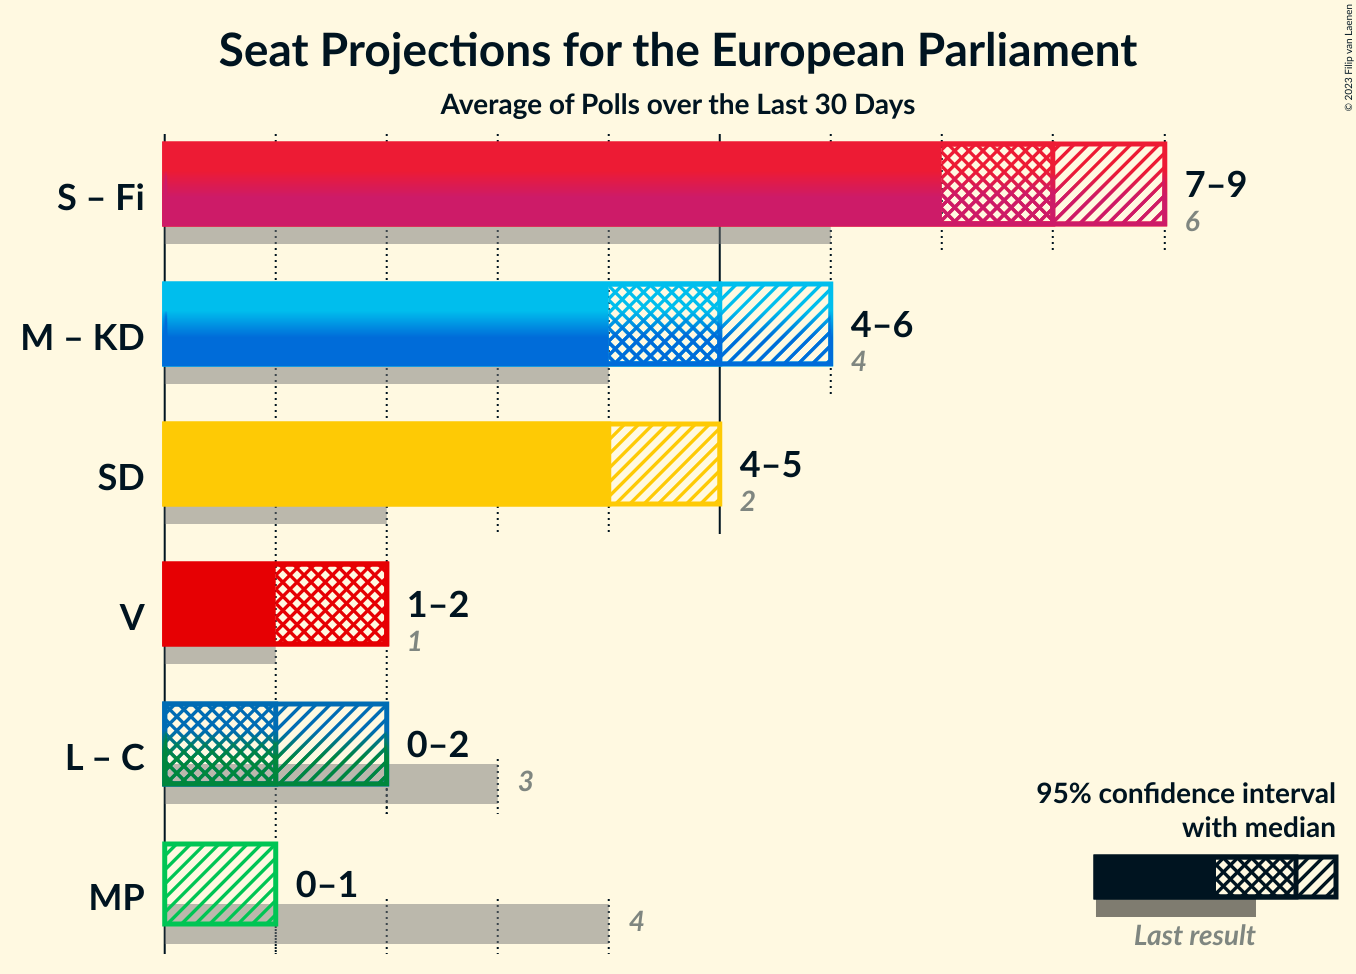 Seat Projections for the European Parliament
Average of Polls over the Last 30 Days
© 2023 Filip van Laenen
S – Fi
7–9
6
M – KD
4–6
4
SD
4–5
2
V
1–2
1
L – C
0–2
3
MP
0–1
4
95% confidence interval
with median
Last result